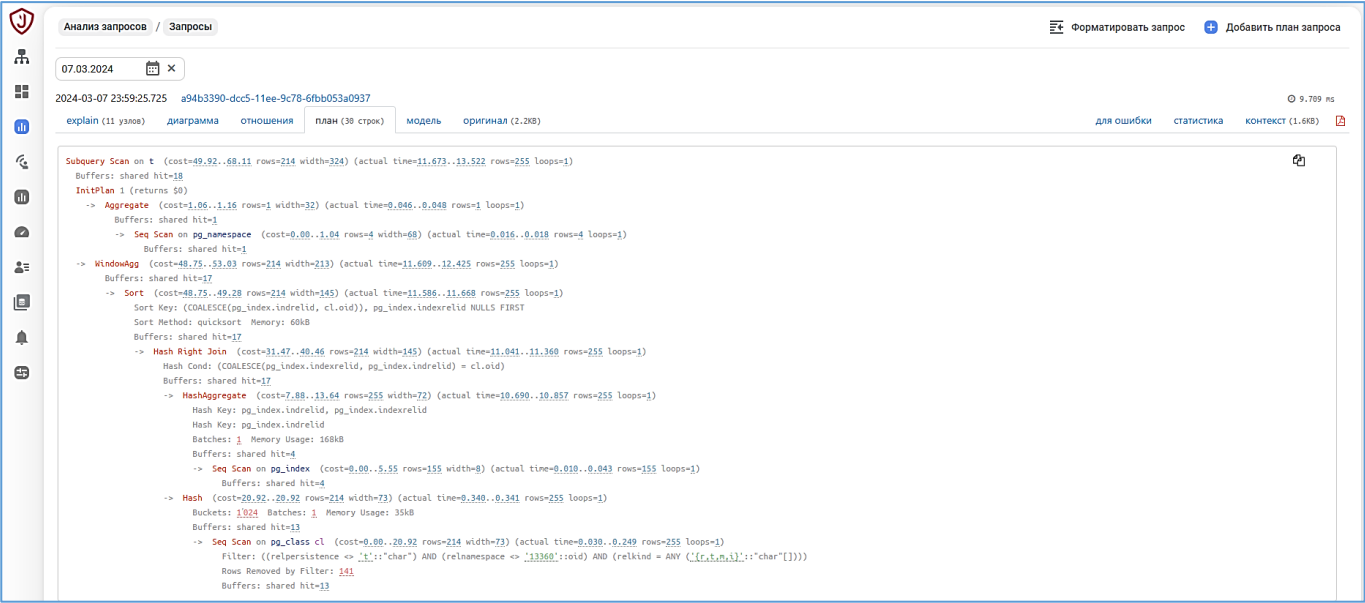 Анализ запросов / Запросы
Форматировать запрос
Добавить план запроса
07.03.2024
2024-03-07 23:59:25.725 a94b3390-dcc5-11ee-9c78-6fbb053a0937
9.709 ms
explain (11 узлов) диаграмма отношения план (30 строк) модель оригинал (2.2KB)
для ошибки статистика контекст (1.6KB)
Subquery Scan on t (cost=49.92..68.11 rows=214 width=324) (actual time=11.673..13.522 rows=255 loops=1)
Buffers: shared hit=18
InitPlan 1 (returns $0)
-> Aggregate (cost=1.06..1.16 rows=1 width=32) (actual time=0.046..0.048 rows=1 loops=1)
Buffers: shared hit=1
-> Seq Scan on pg_namespace (cost=0.00..1.04 rows=4 width=68) (actual time=0.016..0.018 rows=4 loops=1)
Buffers: shared hit=1
-> WindowAgg (cost=48.75..53.03 rows=214 width=213) (actual time=11.609..12.425 rows=255 loops=1)
Buffers: shared hit=17
-> Sort (cost=48.75..49.28 rows=214 width=145) (actual time=11.586..11.668 rows=255 loops=1)
Sort Key: (COALESCE(pg_index.indrelid, cl.oid)), pg_index.indexrelid NULLS FIRST
Sort Method: quicksort Memory: 60kB
Buffers: shared hit=17
-> Hash Right Join (cost=31.47..40.46 rows=214 width=145) (actual time=11.041..11.360 rows=255 loops=1)
Hash Cond: (COALESCE(pg_index.indexrelid, pg_index.indrelid) = cl.oid)
Buffers: shared hit=17
-> HashAggregate (cost=7.88..13.64 rows=255 width=72) (actual time=10.690..10.857 rows=255 loops=1)
Hash Key: pg_index.indrelid, pg_index.indexrelid
Hash Key: pg_index.indrelid
Batches: 1 Memory Usage: 168kB
Buffers: shared hit=4
-> Seq Scan on pg_index (cost=0.00..5.55 rows=155 width=8) (actual time=0.010..0.043 rows=155 loops=1)
Buffers: shared hit=4
-> Hash (cost=20.92..20.92 rows=214 width=73) (actual time=0.340..0.341 rows=255 loops=1)
Buckets: 1'024 Batches: 1 Memory Usage: 35kB
Buffers: shared hit=13
-> Seq Scan on pg_class cl (cost=0.00..20.92 rows=214 width=73) (actual time=0.030..0.249 rows=255 loops=1)
Filter: ((relpersistence <> 't'::"char") AND (relnamespace <> '13360'::oid) AND (relkind = ANY ('{r,t,m,i}'::"char"[])))
Rows Removed by Filter: 141
Buffers: shared hit=13